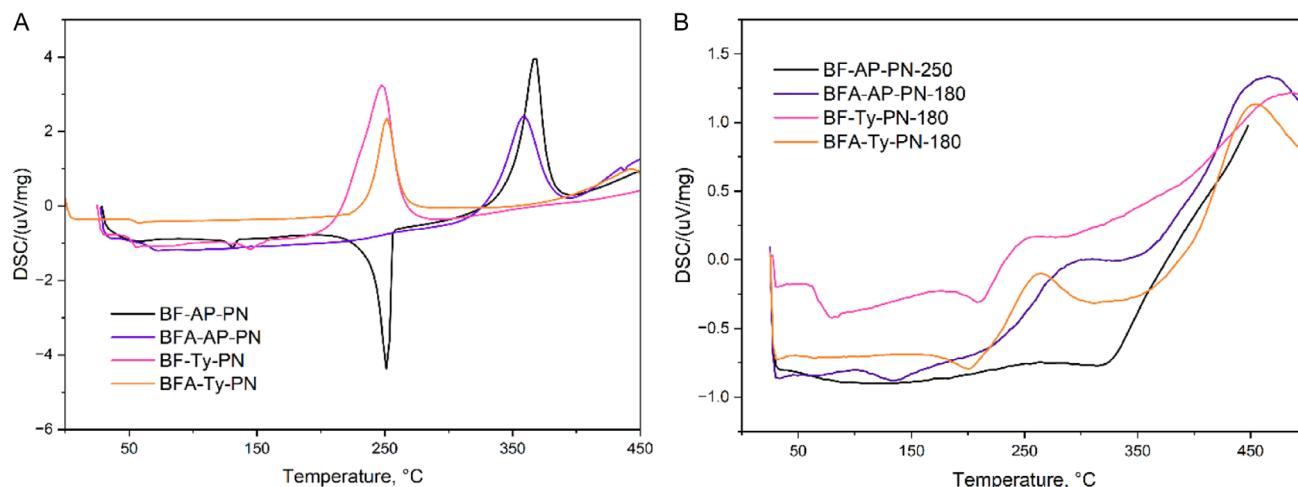 A
DSC/(uV/mg)
4
2
0
−2
−4
−6
BF-AP-PN
BFA-AP-PN
BF-Ty-PN
BFA-Ty-PN
50
150
250
350
450
Temperature, °C
B
DSC/(uV/mg)
1.5
1.0
0.5
0.0
−0.5
−1.0
BF-AP-PN-250
BFA-AP-PN-180
BF-Ty-PN-180
BFA-Ty-PN-180
50
150
250
350
450
Temperature, °C